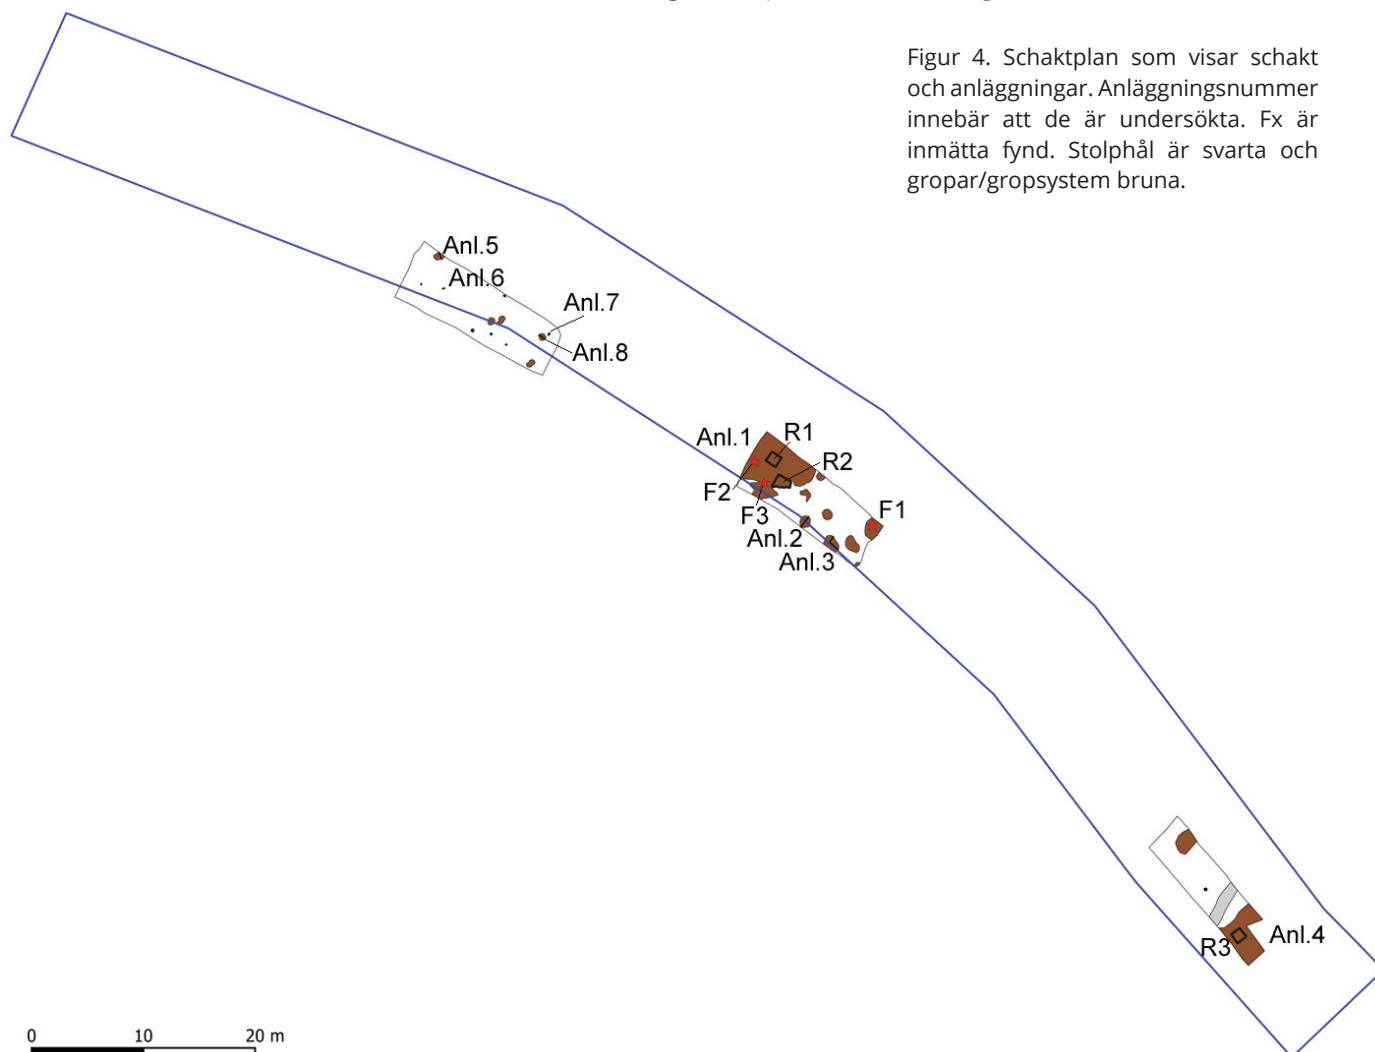 Figur 4. Schaktplan som visar schakt
och anläggningar. Anläggningsnummer
innebär att de är undersökta. Fx är
inmätta fynd. Stolphål är svarta och
gropar/gropsystem bruna.
Anl.5
Anl.6
Anl.7
Anl.8
Anl.1
R1
R2
F2
F3
F1
Anl.2
Anl.3
R3
Anl.4
0 10 20 m